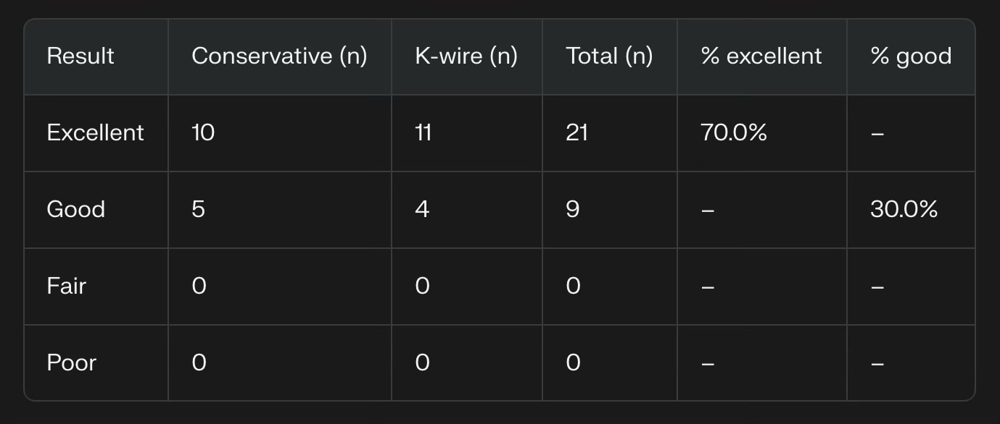 Result Conservative (n) K-wire (n) Total (n) % excellent % good
Excellent 10 11 21 70.0% –
Good 5 4 9 – 30.0%
Fair 0 0 0 – –
Poor 0 0 0 – –